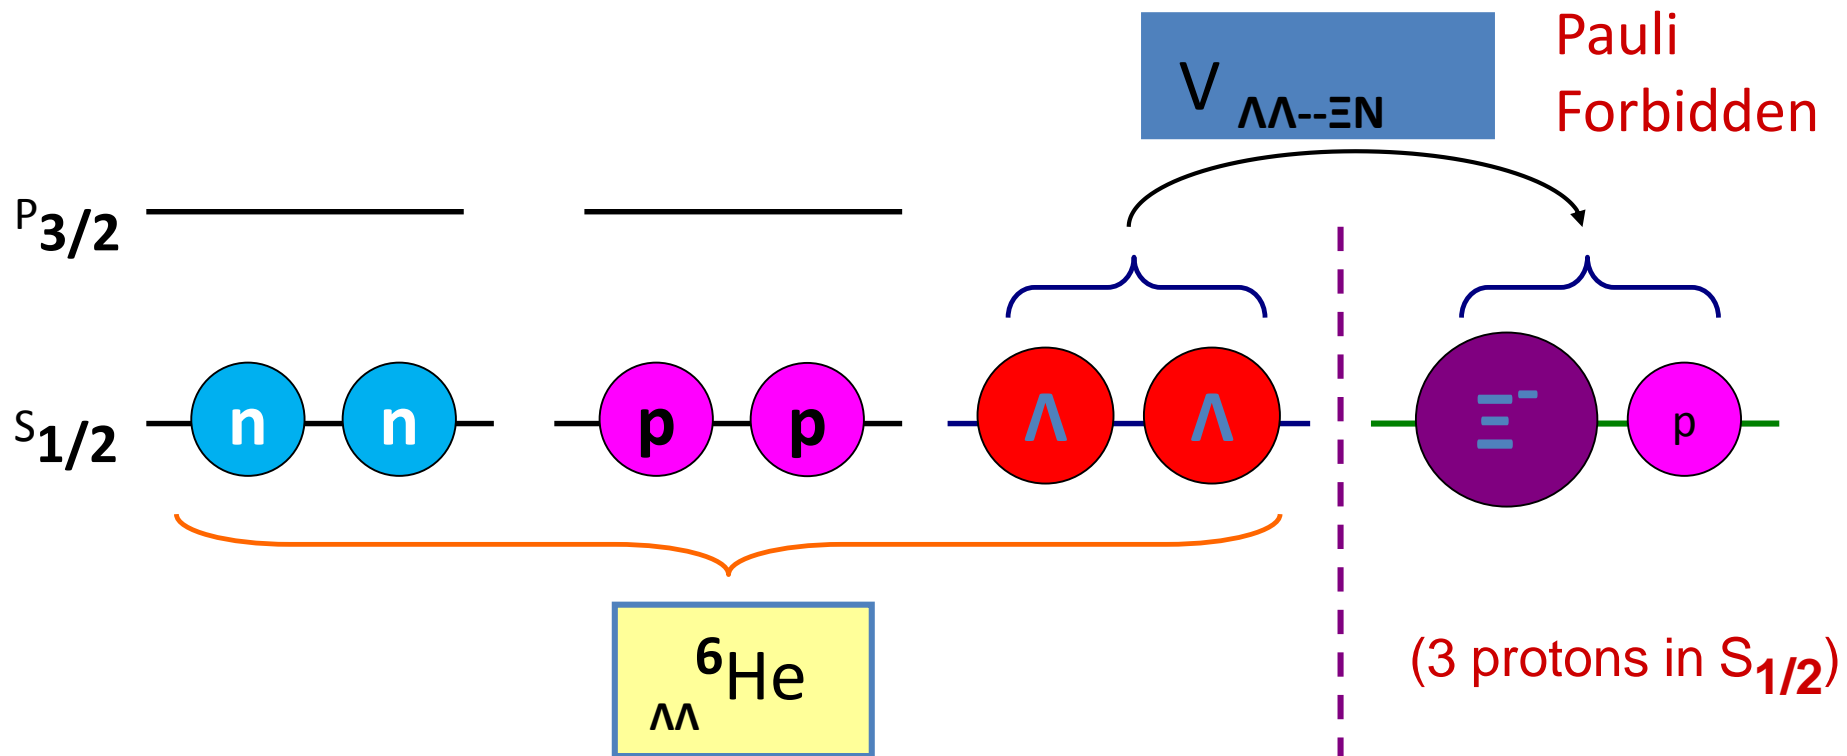 V ΛΛ--ΞN
Pauli
Forbidden
P3/2
S1/2
n n p p Λ Λ Ξ- p
ΛΛ6He
(3 protons in S1/2)